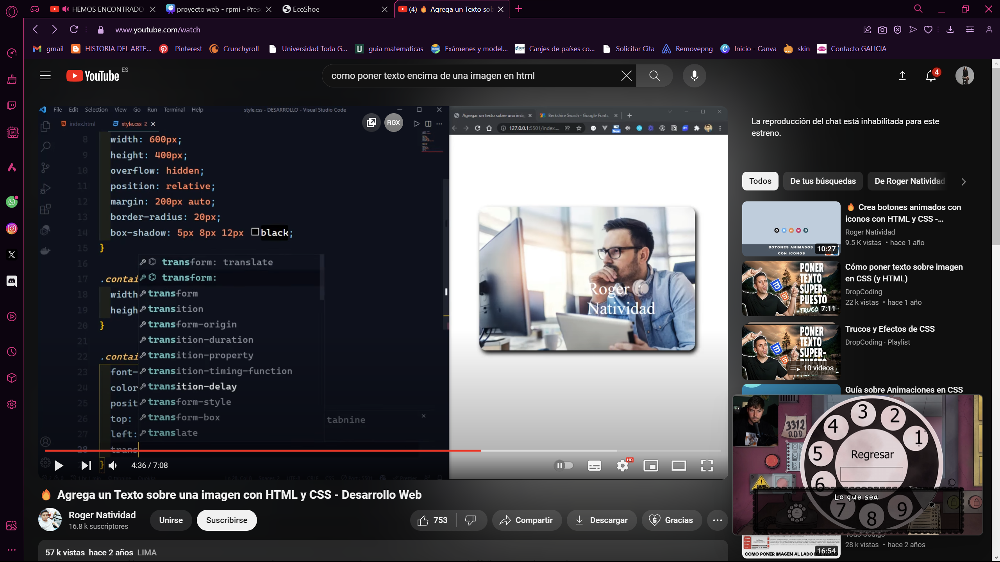 HEMOS ENCONTRADO
proyecto web - rpmi - Pres
EcoShoe
(4) 🔥 Agrega un Texto sob
www.youtube.com/watch
gmail
HISTORIA DEL ARTE...
Pinterest
Crunchyroll
Universidad Toda G...
guia matematicas
Exámenes y model...
Canjes de países co...
Solicitar Cita
Removepng
Inicio - Canva
skin
Contacto GALICIA
YouTube ES
como poner texto encima de una imagen en html
4
File Edit Selection View Go Run Terminal Help
style.css - DESARROLLO - Visual Studio Code
index.html
style.css 2
RGX
8 width: 600px;
9 height: 400px;
10 overflow: hidden;
11 position: relative;
12 margin: 200px auto;
13 border-radius: 20px;
14 box-shadow: 5px 8px 12px black;
15 }
16
17 .contai
18 width
19 heigh
20 }
21
22 .contai
23 font-
24 color
25 posit
26 top:
27 left:
28 trans
}
transform: translate
transform:
transform
transition
transform-origin
transition-duration
transition-property
transition-timing-function
transition-delay
transform-style
transform-box
translate
tabnine
Agregar un texto sobre una imág
Berkshire Swash - Google Fonts
127.0.0.1:5501/index....
New
Roger
Natividad
4:36 / 7:08
HD
🔥 Agrega un Texto sobre una imagen con HTML y CSS - Desarrollo Web
Roger Natividad
16.8 k suscriptores
Unirse
Suscribirse
753
Compartir
Descargar
Gracias
57 k vistas hace 2 años LIMA
La reproducción del chat está inhabilitada para este
estreno.
Todos
De tus búsquedas
De Roger Natividad
BOTONES ANIMADOS
CON ICONOS
10:27
🔥 Crea botones animados con
iconos con HTML y CSS -...
Roger Natividad
9.5 K vistas • hace 1 año
PONER
TEXTO
SUPER-
PUESTO
+TRUCO
7:11
Cómo poner texto sobre imagen
en CSS (y HTML)
DropCoding
22 k vistas • hace 1 año
PONER
TEXTO
SUPER-
PUESTO
10 videos
Trucos y Efectos de CSS
DropCoding · Playlist
Guía sobre Animaciones en CSS
3312
D.D.D.
1
2
3
4
5
6
7
8
9
Regresar
DANGER
Lo que sea
Todo Código
28 k vistas • hace 2 años
16:54
COMO PONER IMAGEN AL LADO DEL TEXTO